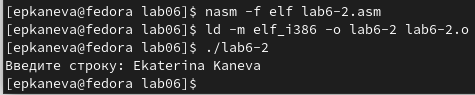 [epkaneva@fedora lab06]$ nasm -f elf lab6-2.asm
[epkaneva@fedora lab06]$ ld -m elf_i386 -o lab6-2 lab6-2.o
[epkaneva@fedora lab06]$ ./lab6-2
Введите строку: Ekaterina Kaneva
[epkaneva@fedora lab06]$